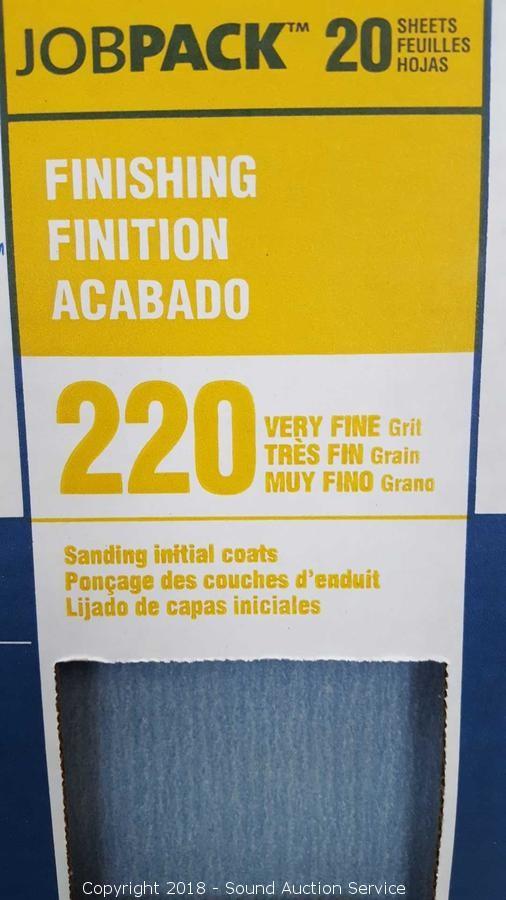 JOBPACK™ 20 SHEETS
FEUILLES
HOJAS
FINISHING
FINITION
ACABADO
220 VERY FINE Grit
TRÈS FIN Grain
MUY FINO Grano
Sanding initial coats
Ponçage des couches d'enduit
Lijado de capas iniciales
Copyright 2018 - Sound Auction Service